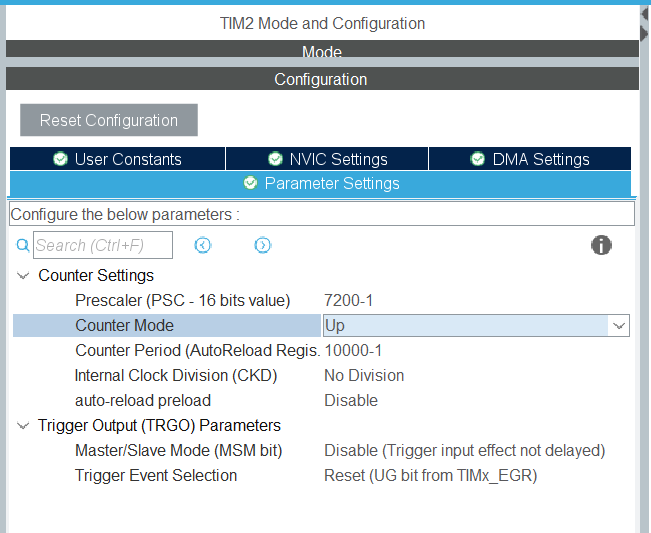 TIM2 Mode and Configuration
Mode
Configuration
Reset Configuration
User Constants NVIC Settings DMA Settings
Parameter Settings
Configure the below parameters :
Search (Ctrl+F)
Counter Settings
Prescaler (PSC - 16 bits value) 7200-1
Counter Mode Up
Counter Period (AutoReload Regis. 10000-1
Internal Clock Division (CKD) No Division
auto-reload preload Disable
Trigger Output (TRGO) Parameters
Master/Slave Mode (MSM bit) Disable (Trigger input effect not delayed)
Trigger Event Selection Reset (UG bit from TIMx_EGR)